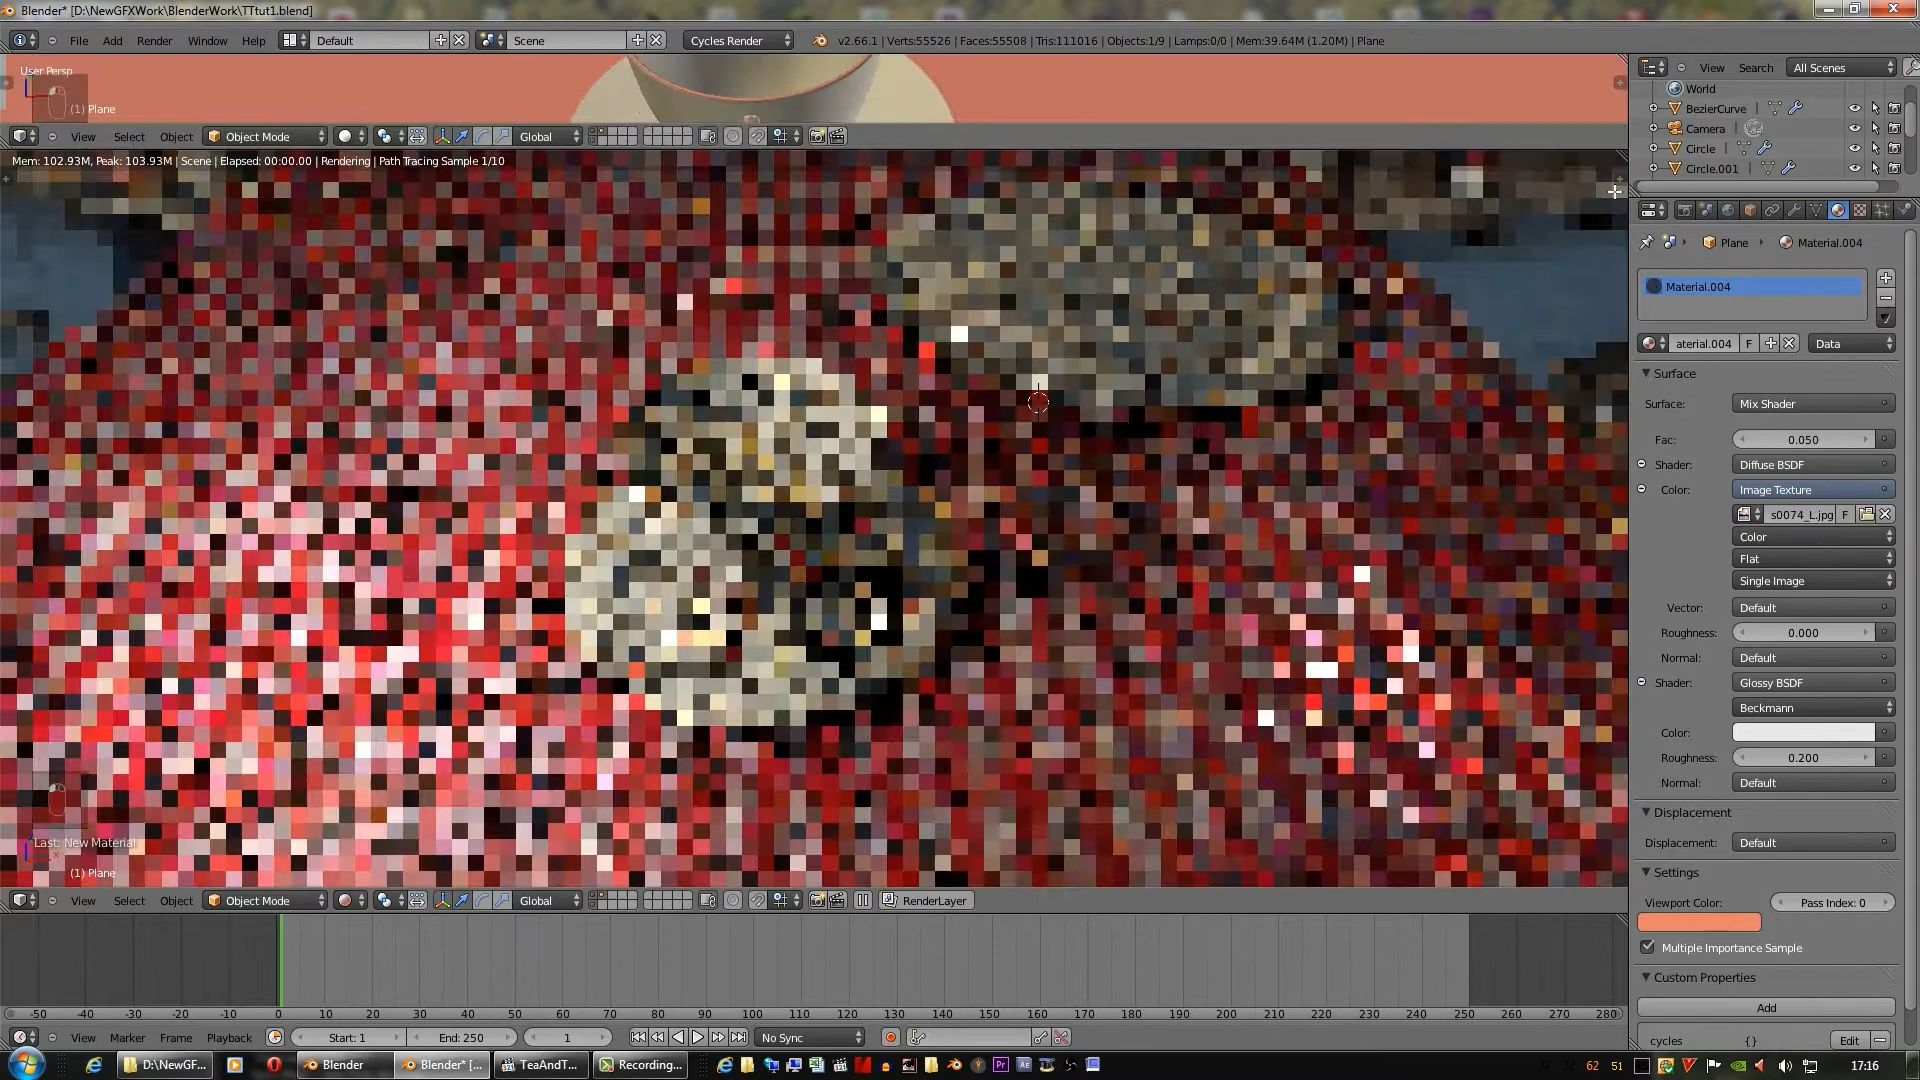 Blender* [D:\NewGFXWork\BlenderWork\TTtut1.blend]
File Add Render Window Help Default Scene Cycles Render v2.66.1 | Verts:55526 | Faces:55508 | Tris:111016 | Objects:1/9 | Lamps:0/0 | Mem:39.64M (1.20M) | Plane
User Persp
(1) Plane
View Select Object Object Mode Global
Mem: 102.93M, Peak: 103.93M | Scene | Elapsed: 00:00.00 | Rendering | Path Tracing Sample 1/10
Last: New Material
(1) Plane
View Select Object Object Mode Global RenderLayer
-50 -40 -30 -20 -10 0 10 20 30 40 50 60 70 80 90 100 110 120 130 140 150 160 170 180 190 200 210 220 230 240 250 260 270 280
View Marker Frame Playback Start: 1 End: 250 1 No Sync
View Search All Scenes
World
BezierCurve
Camera
Circle
Circle.001
Plane Material.004
Material.004
aterial.004 F Data
Surface
Surface: Mix Shader
Fac: 0.050
Shader: Diffuse BSDF
Color: Image Texture
s0074_L.jpg F
Color
Flat
Single Image
Vector: Default
Roughness: 0.000
Normal: Default
Shader: Glossy BSDF
Beckmann
Color:
Roughness: 0.200
Normal: Default
Displacement
Displacement: Default
Settings
Viewport Color: Pass Index: 0
Multiple Importance Sample
Custom Properties
Add
cycles {} Edit
D:\NewGF... Blender Blender* [... TeaAndT... Recording... Pr Ae 62 51 17:16